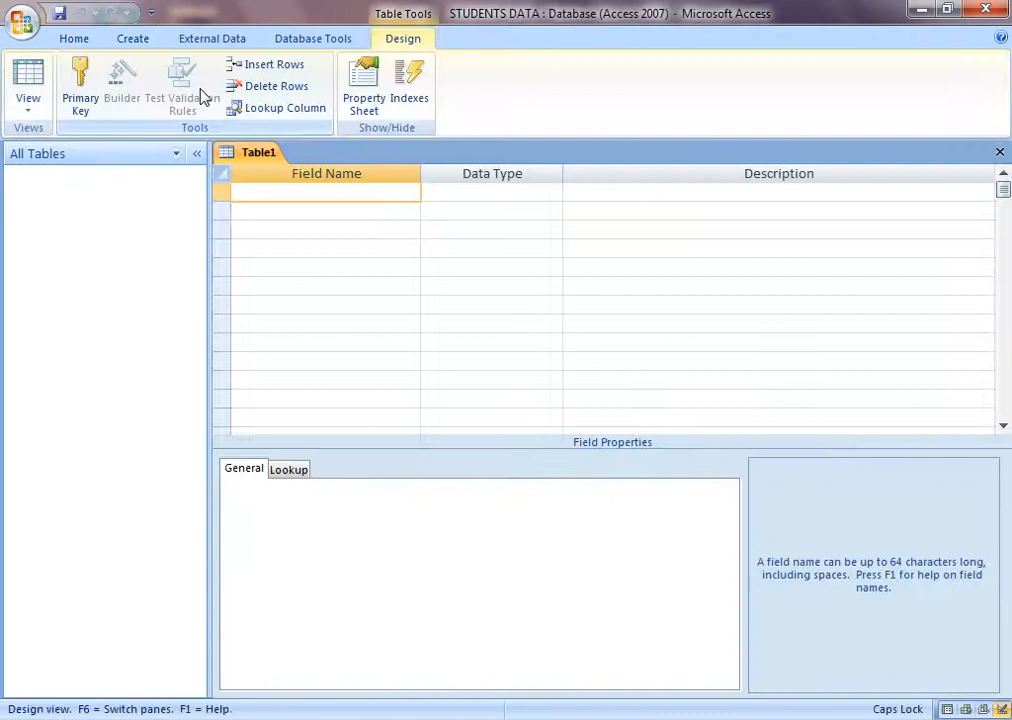 Table Tools
STUDENTS DATA : Database (Access 2007) - Microsoft Access
Home
Create
External Data
Database Tools
Design
View
Primary
Key
Builder
Test Validation
Rules
Insert Rows
Delete Rows
Lookup Column
Property
Sheet
Indexes
Views
Tools
Show/Hide
All Tables
«
Table1
Field Name
Data Type
Description
Field Properties
General
Lookup
A field name can be up to 64 characters long,
including spaces. Press F1 for help on field
names.
Design view. F6 = Switch panes. F1 = Help.
Caps Lock